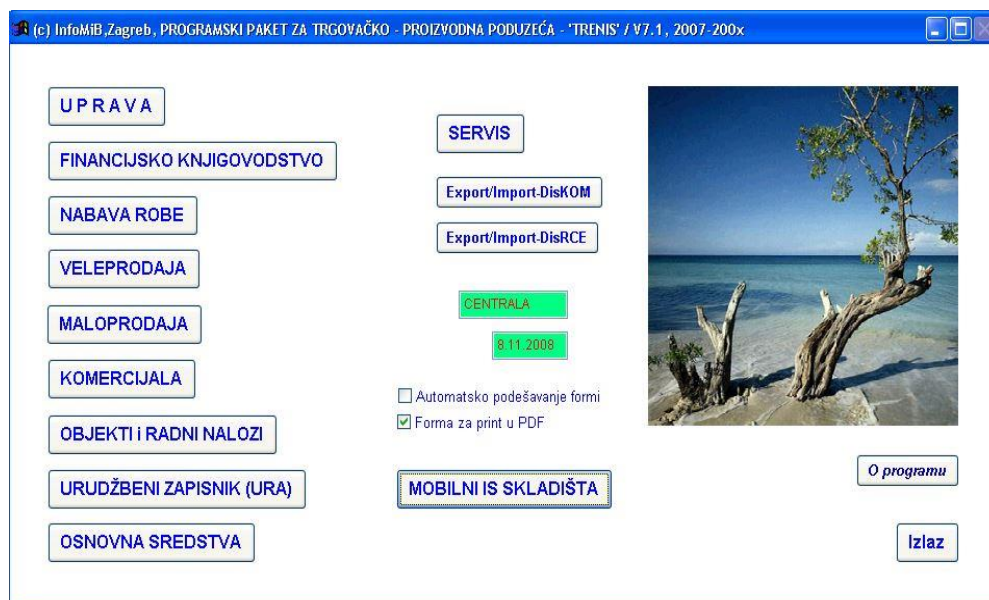 (c) InfoMiB,Zagreb, PROGRAMSKI PAKET ZA TRGOVAČKO - PROIZVODNA PODUZEĆA - 'TRENIS' / V7.1, 2007-200x
U P R A V A
FINANCIJSKO KNJIGOVODSTVO
NABAVA ROBE
VELEPRODAJA
MALOPRODAJA
KOMERCIJALA
OBJEKTI i RADNI NALOZI
URUDŽBENI ZAPISNIK (URA)
OSNOVNA SREDSTVA
SERVIS
Export/Import-DisKOM
Export/Import-DisRCE
CENTRALA
8.11.2008
Automatsko podešavanje formi
Forma za print u PDF
MOBILNI IS SKLADIŠTA
O programu
Izlaz